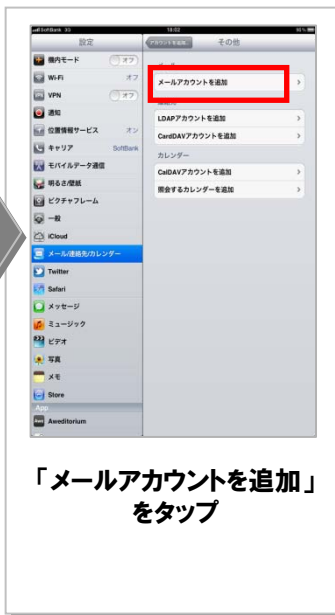 SoftBank 3G 18:02
設定
アカウントを追加... その他
機内モード オフ
Wi-Fi オフ
VPN オフ
通知
位置情報サービス オン
キャリア SoftBank
モバイルデータ通信
明るさ/壁紙
ピクチャフレーム
一般
iCloud
メール/連絡先/カレンダー
Twitter
Safari
メッセージ
ミュージック
ビデオ
写真
メモ
Store
App
Aweditorium
メールアカウントを追加
LDAPアカウントを追加
CardDAVアカウントを追加
カレンダー
CalDAVアカウントを追加
照会するカレンダーを追加
「メールアカウントを追加」
をタップ